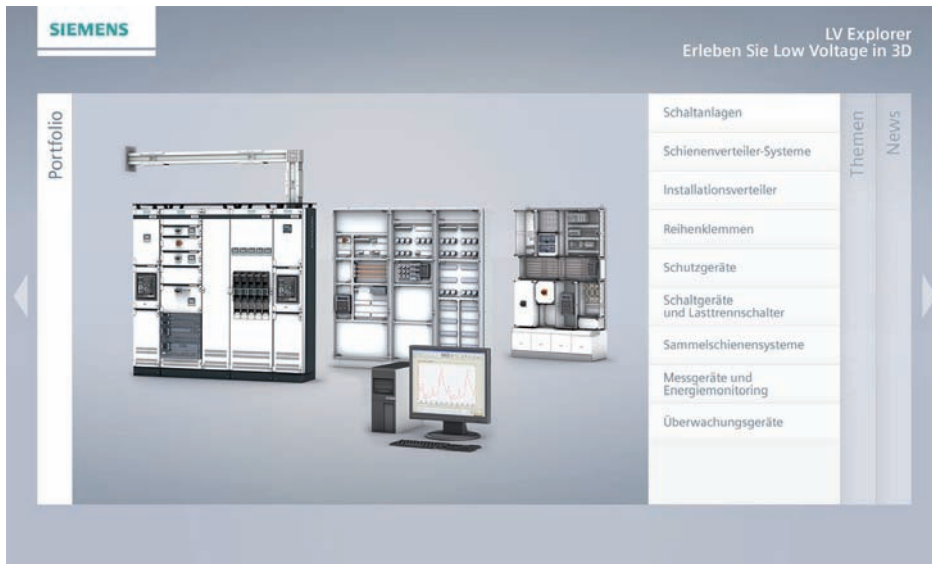 SIEMENS
LV Explorer
Erleben Sie Low Voltage in 3D
Portfolio
Schaltanlagen
Schienenverteiler-Systeme
Installationsverteiler
Reihenklemmen
Schutzgeräte
Schaltgeräte
und Lasttrennschalter
Sammelschienensysteme
Messgeräte und
Energiemonitoring
Überwachungsgeräte
Themen
News